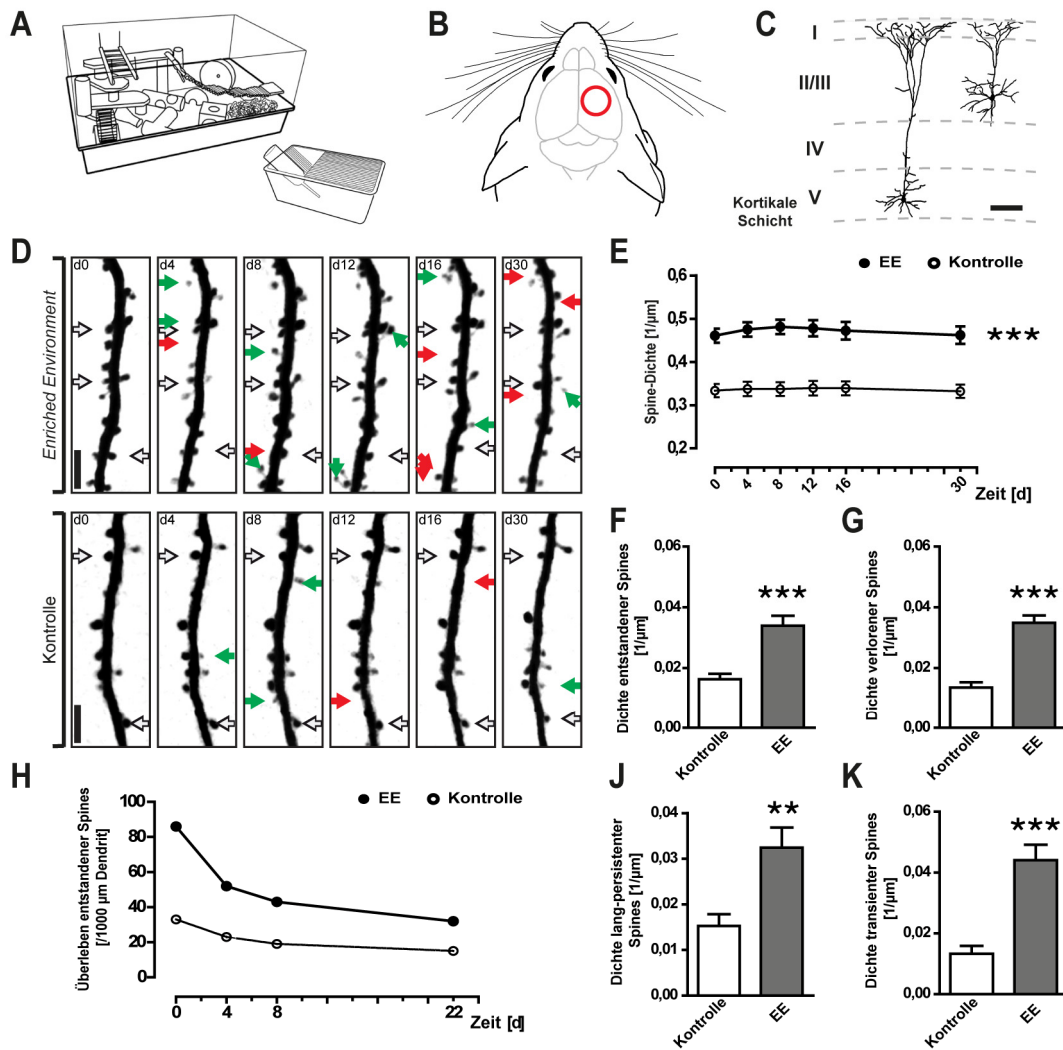 A
B
C
I
II/III
IV
V
Kortikale
Schicht
D
Enriched Environment
d0
d4
d8
d12
d16
d30
Kontrolle
d0
d4
d8
d12
d16
d30
E
EE
Kontrolle
Spine-Dichte [1/µm]
0,6
0,5
0,4
0,3
0,2
0
4
8
12
16
30
Zeit [d]
***
F
Dichte entstandener Spines
[1/µm]
0,06
0,04
0,02
0,00
***
Kontrolle
EE
G
Dichte verlorener Spines
[1/µm]
0,06
0,04
0,02
0,00
***
Kontrolle
EE
H
EE
Kontrolle
Überleben entstandener Spines
[/1000 µm Dendrit]
100
80
60
40
20
0
0
4
8
22
Zeit [d]
J
Dichte lang-persistenter
Spines [1/µm]
0,04
0,03
0,02
0,01
0,00
**
Kontrolle
EE
K
Dichte transienter Spines
[1/µm]
0,06
0,04
0,02
0,00
***
Kontrolle
EE